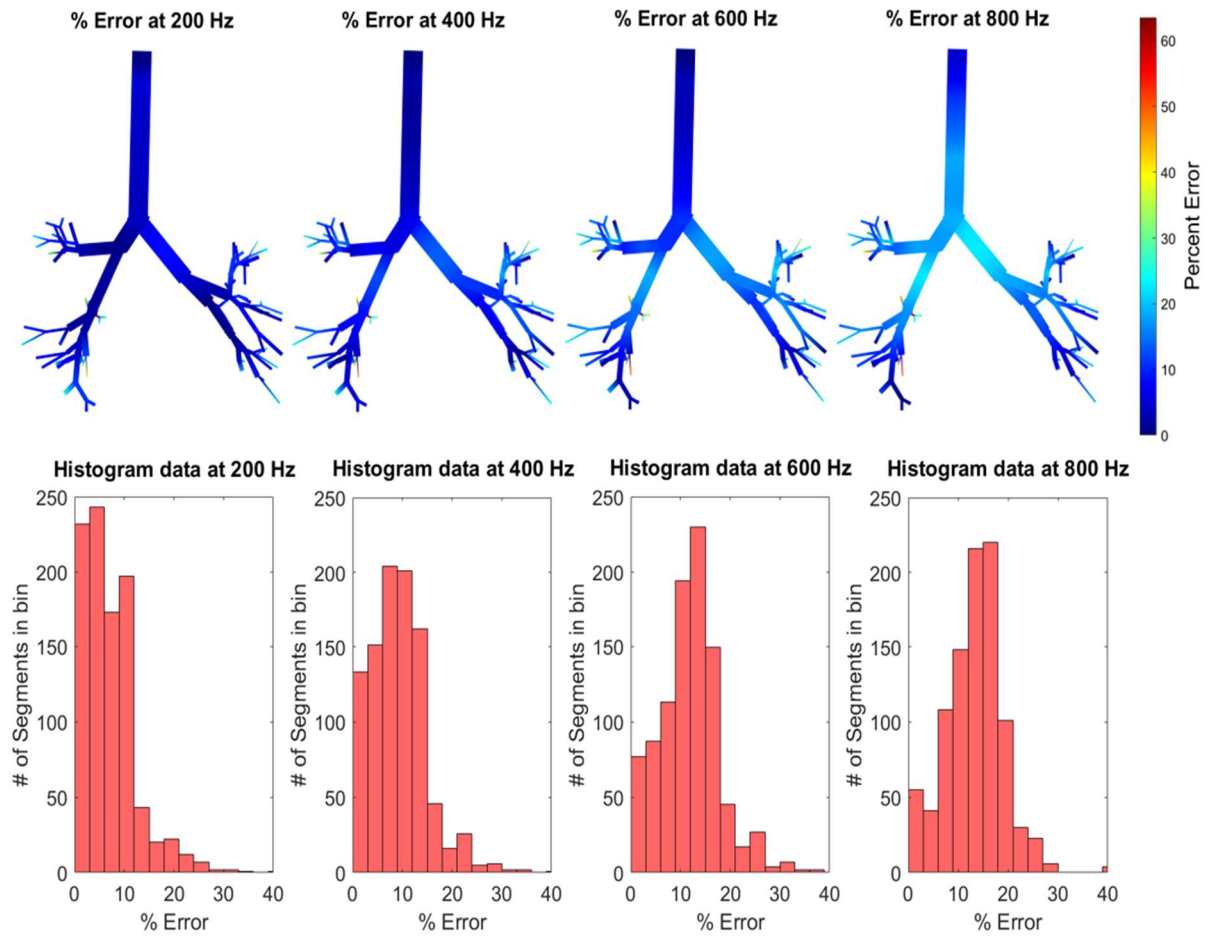 % Error at 200 Hz
% Error at 400 Hz
% Error at 600 Hz
% Error at 800 Hz
60
50
40
30
20
10
0
Percent Error
Histogram data at 200 Hz
Histogram data at 400 Hz
Histogram data at 600 Hz
Histogram data at 800 Hz
250
200
150
100
50
0
# of Segments in bin
0 10 20 30 40
% Error
250
200
150
100
50
0
# of Segments in bin
0 10 20 30 40
% Error
250
200
150
100
50
0
# of Segments in bin
0 10 20 30 40
% Error
250
200
150
100
50
0
# of Segments in bin
0 10 20 30 40
% Error